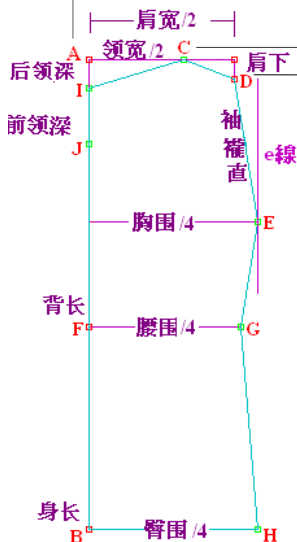 肩宽/2
A 领宽/2 C 肩下
后领深 I D
前领深 J
袖
e線
直
胸围/4 E
背长
F 腰围/4 G
身长
B 臀围/4 H